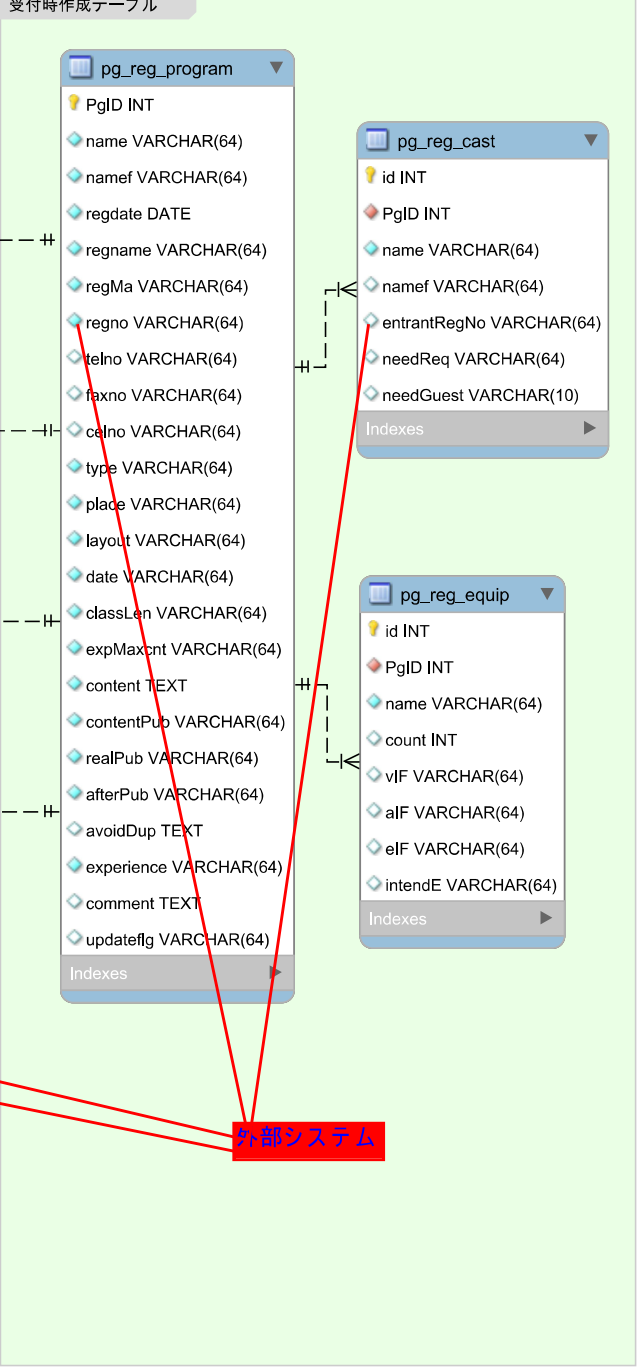 受付時作成テーブル
pg_reg_program
PgID INT
name VARCHAR(64)
namef VARCHAR(64)
regdate DATE
regname VARCHAR(64)
regMa VARCHAR(64)
regno VARCHAR(64)
telno VARCHAR(64)
faxno VARCHAR(64)
celno VARCHAR(64)
type VARCHAR(64)
place VARCHAR(64)
layout VARCHAR(64)
date VARCHAR(64)
classLen VARCHAR(64)
expMaxcnt VARCHAR(64)
content TEXT
contentPub VARCHAR(64)
realPub VARCHAR(64)
afterPub VARCHAR(64)
avoidDup TEXT
experience VARCHAR(64)
comment TEXT
updateflg VARCHAR(64)
Indexes
pg_reg_cast
id INT
PgID INT
name VARCHAR(64)
namef VARCHAR(64)
entrantRegNo VARCHAR(64)
needReq VARCHAR(64)
needGuest VARCHAR(10)
Indexes
pg_reg_equip
id INT
PgID INT
name VARCHAR(64)
count INT
vIF VARCHAR(64)
aIF VARCHAR(64)
eIF VARCHAR(64)
intendE VARCHAR(64)
Indexes
外部システム